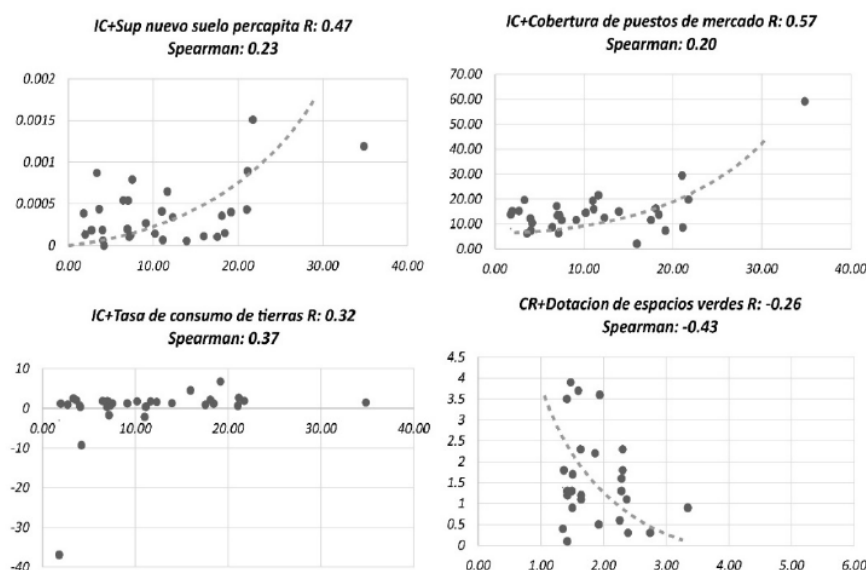 IC+Sup nuevo suelo percapita R: 0.47
Spearman: 0.23
0.002
0.0015
0.001
0.0005
0
0.00 10.00 20.00 30.00 40.00
IC+Cobertura de puestos de mercado R: 0.57
Spearman: 0.20
70.00
60.00
50.00
40.00
30.00
20.00
10.00
0.00
0.00 10.00 20.00 30.00 40.00
IC+Tasa de consumo de tierras R: 0.32
Spearman: 0.37
10
0
0.00 10.00 20.00 30.00 40.00
-10
-20
-30
-40
CR+Dotacion de espacios verdes R: -0.26
Spearman: -0.43
4.5
4
3.5
3
2.5
2
1.5
1
0.5
0
0.00 1.00 2.00 3.00 4.00 5.00 6.00